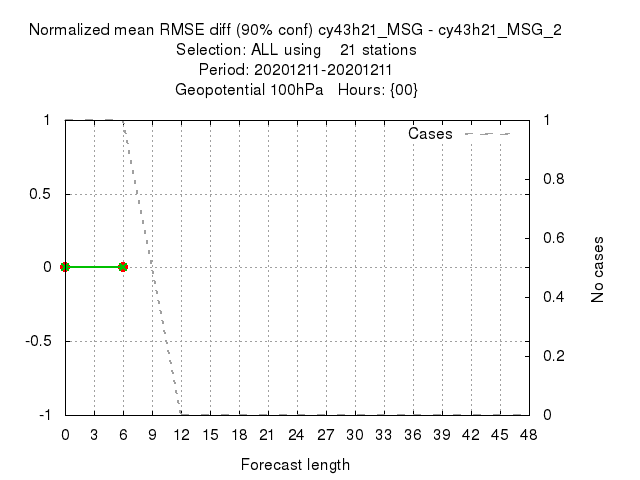 Normalized mean RMSE diff (90% conf) cy43h21_MSG - cy43h21_MSG_2
Selection: ALL using 21 stations
Period: 20201211-20201211
Geopotential 100hPa Hours: {00}
Cases
1
0.5
0
-0.5
-1
1
0.8
0.6
0.4
0.2
0
No cases
0 3 6 9 12 15 18 21 24 27 30 33 36 39 42 45 48
Forecast length